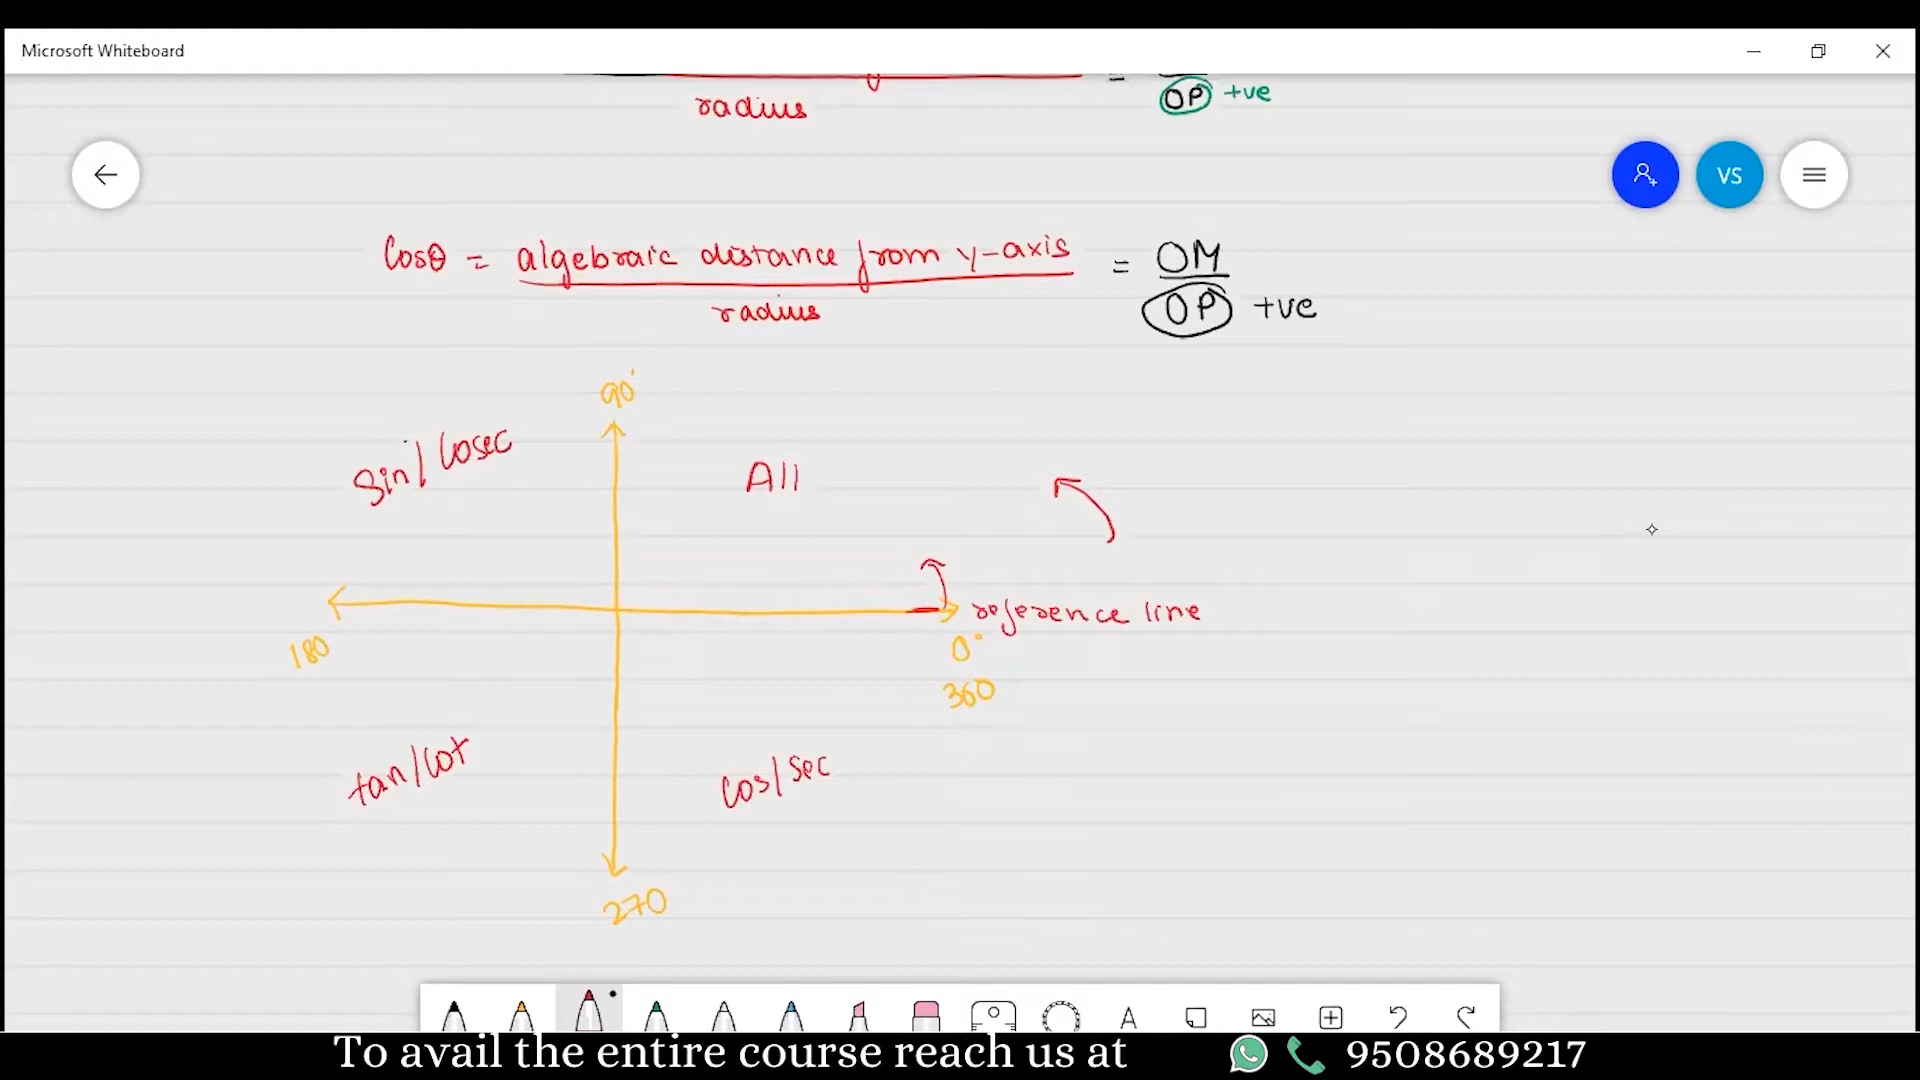 Microsoft Whiteboard
radius
=
OP +ve
VS
Cosθ = algebraic distance from y-axis / radius = OM / OP +ve
90°
Sin/Cosec
All
reference line
180
0°
360
tan/cot
Cos/Sec
270
A
To avail the entire course reach us at 9508689217